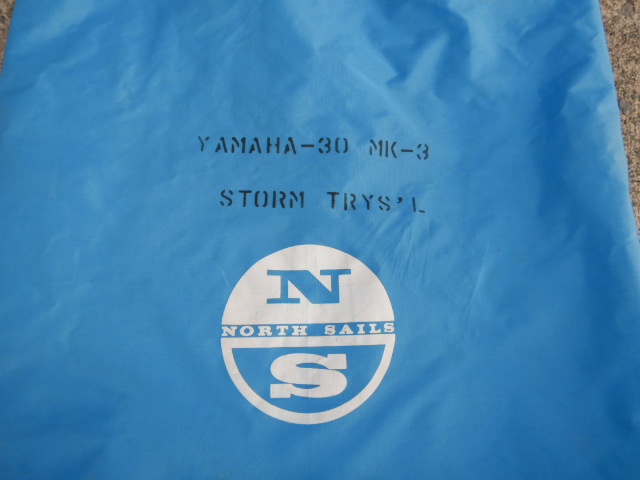 YAMAHA-30 MK-3
STORM TRYS'L
N
NORTH SAILS
S